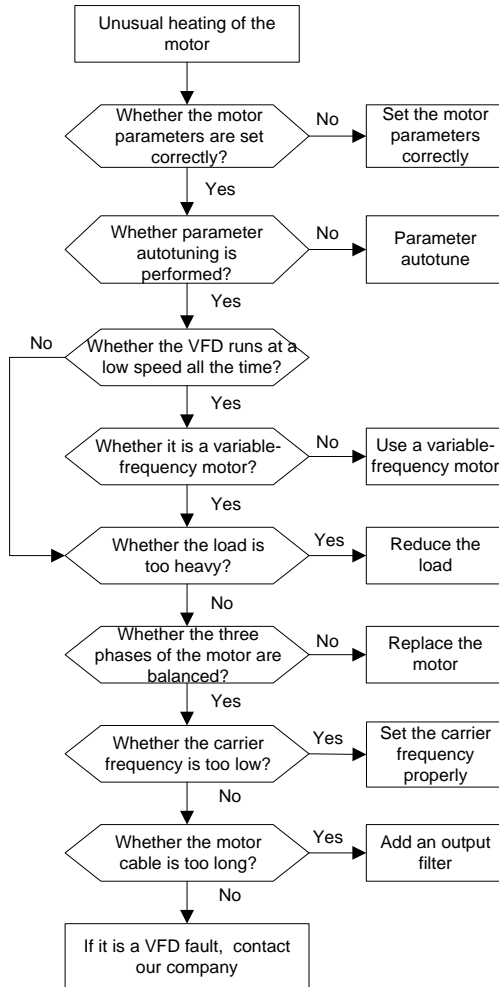 Unusual heating of the
motor
Whether the motor
parameters are set
correctly?
No
Set the motor
parameters
correctly
Yes
Whether parameter
autotuning is
performed?
No
Parameter
autotune
Yes
No
Whether the VFD runs at a
low speed all the time?
Yes
Whether it is a variable-
frequency motor?
No
Use a variable-
frequency motor
Yes
Whether the load is
too heavy?
Yes
Reduce the
load
No
Whether the three
phases of the motor are
balanced?
No
Replace the
motor
Yes
Whether the carrier
frequency is too low?
Yes
Set the carrier
frequency
properly
No
Whether the motor
cable is too long?
Yes
Add an output
filter
No
If it is a VFD fault, contact
our company